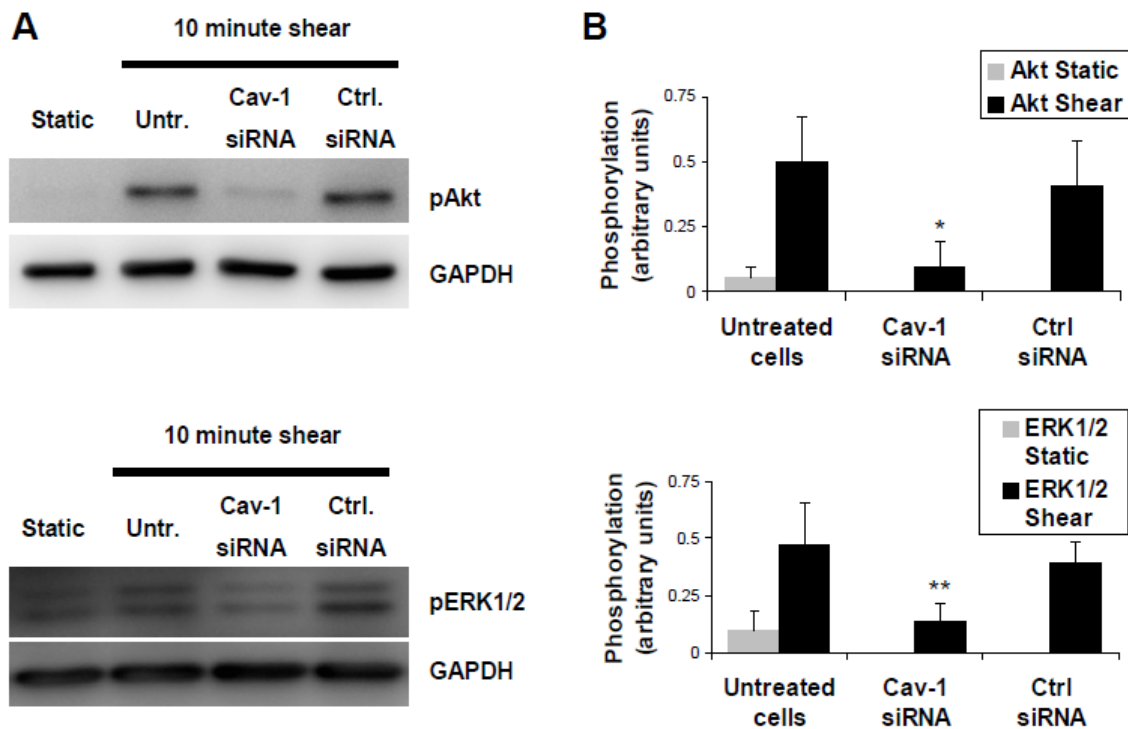 A
10 minute shear
Static
Untr.
Cav-1
siRNA
Ctrl.
siRNA
pAkt
GAPDH
10 minute shear
Static
Untr.
Cav-1
siRNA
Ctrl.
siRNA
pERK1/2
GAPDH
B
Akt Static
Akt Shear
Phosphorylation
(arbitrary units)
0.75
0.5
0.25
0
*
Untreated
cells
Cav-1
siRNA
Ctrl
siRNA
ERK1/2
Static
ERK1/2
Shear
Phosphorylation
(arbitrary units)
0.75
0.5
0.25
0
**
Untreated
cells
Cav-1
siRNA
Ctrl
siRNA